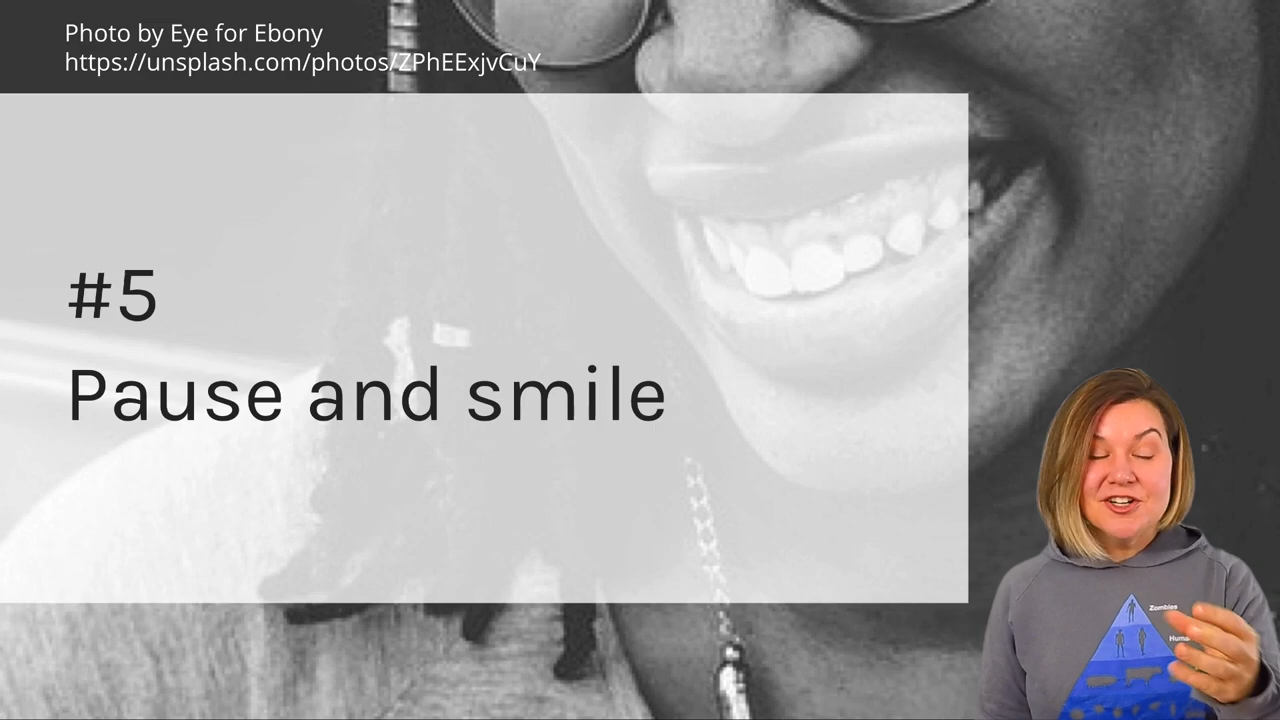 Photo by Eye for Ebony
https://unsplash.com/photos/ZPhEExjvCuY
#5
Pause and smile
Zombies